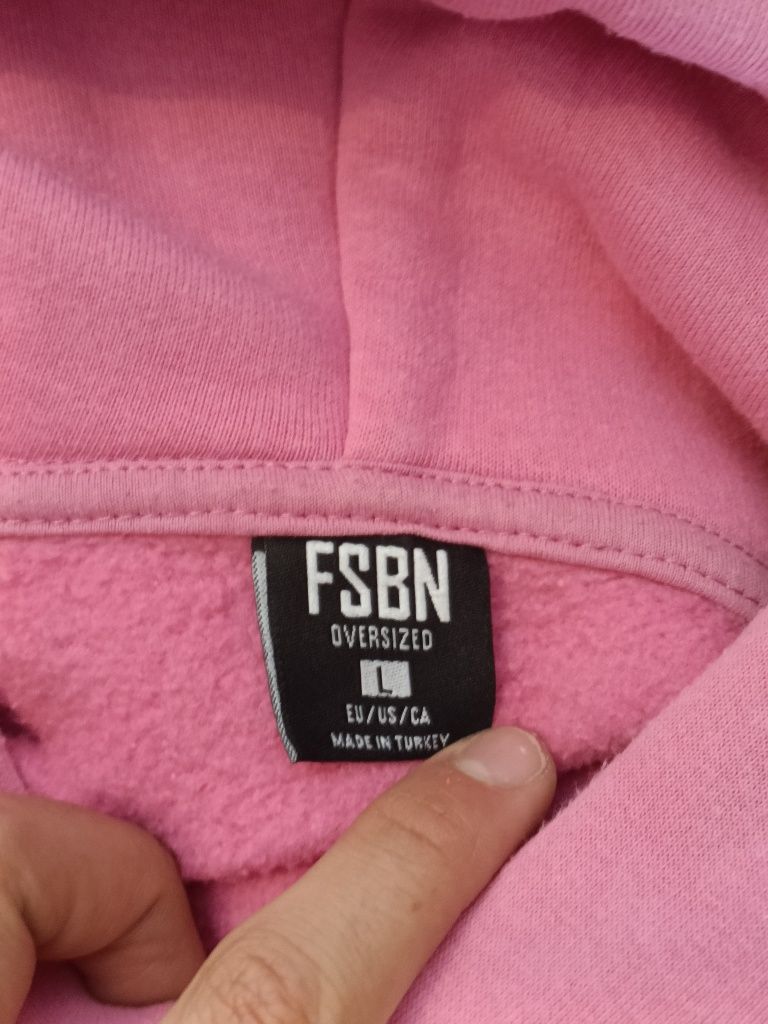 FSBN
OVERSIZED
L
EU/US/CA
MADE IN TURKEY